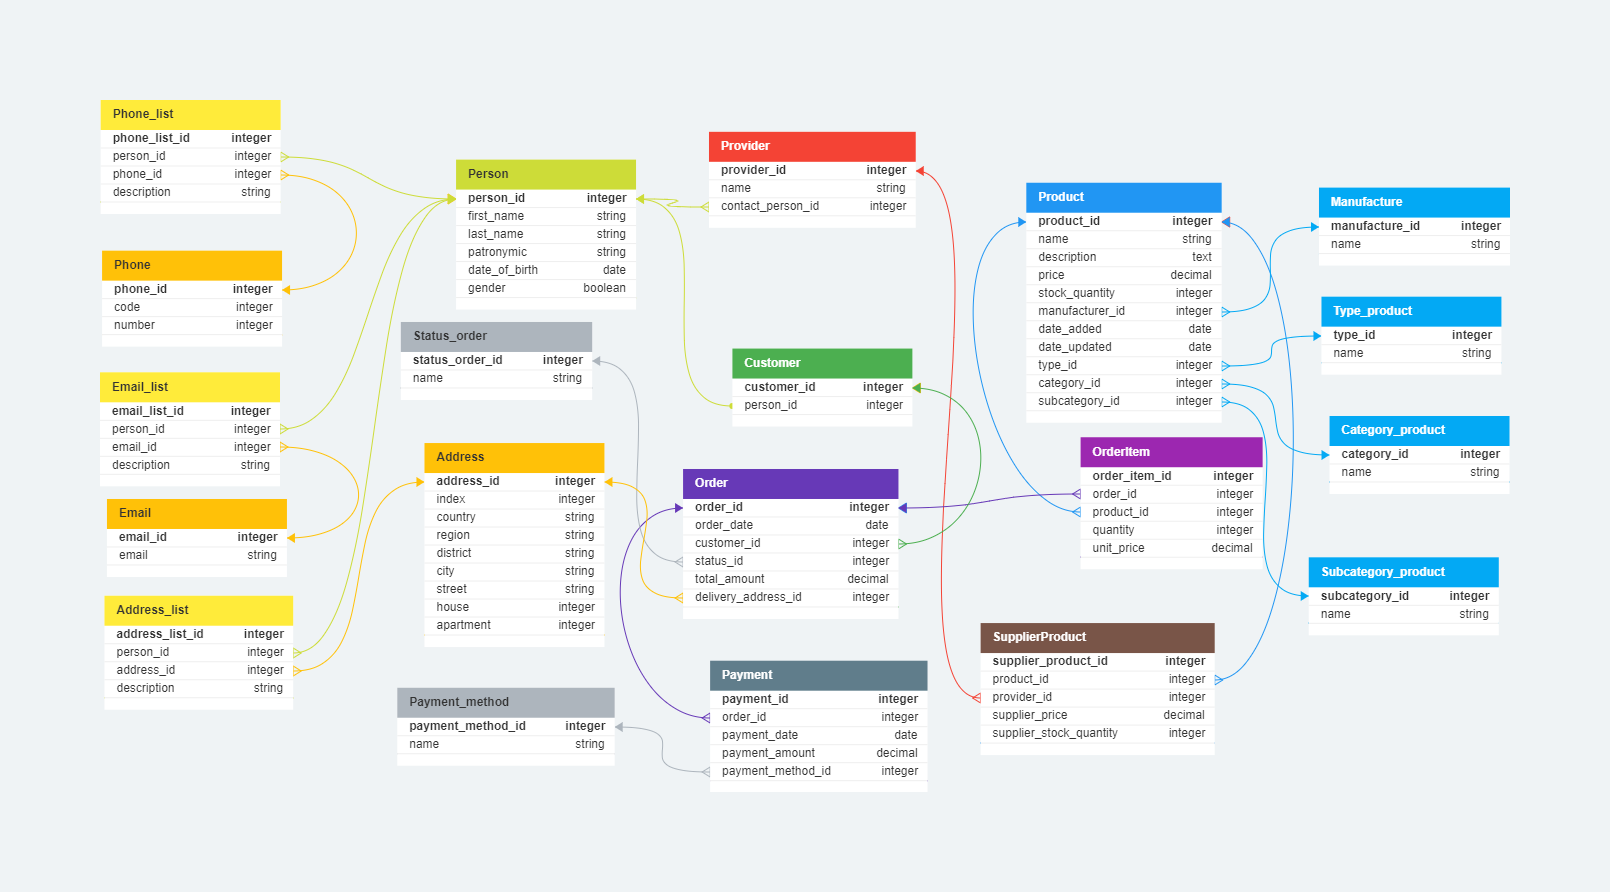 Phone_list
phone_list_id integer
person_id integer
phone_id integer
description string
Phone
phone_id integer
code integer
number integer
Email_list
email_list_id integer
person_id integer
email_id integer
description string
Email
email_id integer
email string
Address_list
address_list_id integer
person_id integer
address_id integer
description string
Person
person_id integer
first_name string
last_name string
patronymic string
date_of_birth date
gender boolean
Status_order
status_order_id integer
name string
Address
address_id integer
index integer
country string
region string
district string
city string
street string
house integer
apartment integer
Payment_method
payment_method_id integer
name string
Provider
provider_id integer
name string
contact_person_id integer
Customer
customer_id integer
person_id integer
Order
order_id integer
order_date date
customer_id integer
status_id integer
total_amount decimal
delivery_address_id integer
Payment
payment_id integer
order_id integer
payment_date date
payment_amount decimal
payment_method_id integer
Product
product_id integer
name string
description text
price decimal
stock_quantity integer
manufacturer_id integer
date_added date
date_updated date
type_id integer
category_id integer
subcategory_id integer
OrderItem
order_item_id integer
order_id integer
product_id integer
quantity integer
unit_price decimal
SupplierProduct
supplier_product_id integer
product_id integer
provider_id integer
supplier_price decimal
supplier_stock_quantity integer
Manufacture
manufacture_id integer
name string
Type_product
type_id integer
name string
Category_product
category_id integer
name string
Subcategory_product
subcategory_id integer
name string